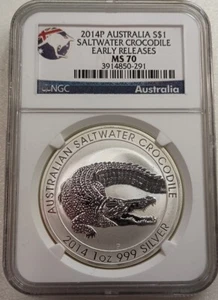 2014P AUSTRALIA S$1
SALTWATER CROCODILE
EARLY RELEASES
MS 70
3914850-291
NGC
Australia
AUSTRALIAN SALTWATER CROCODILE
2014 1oz 999 SILVER